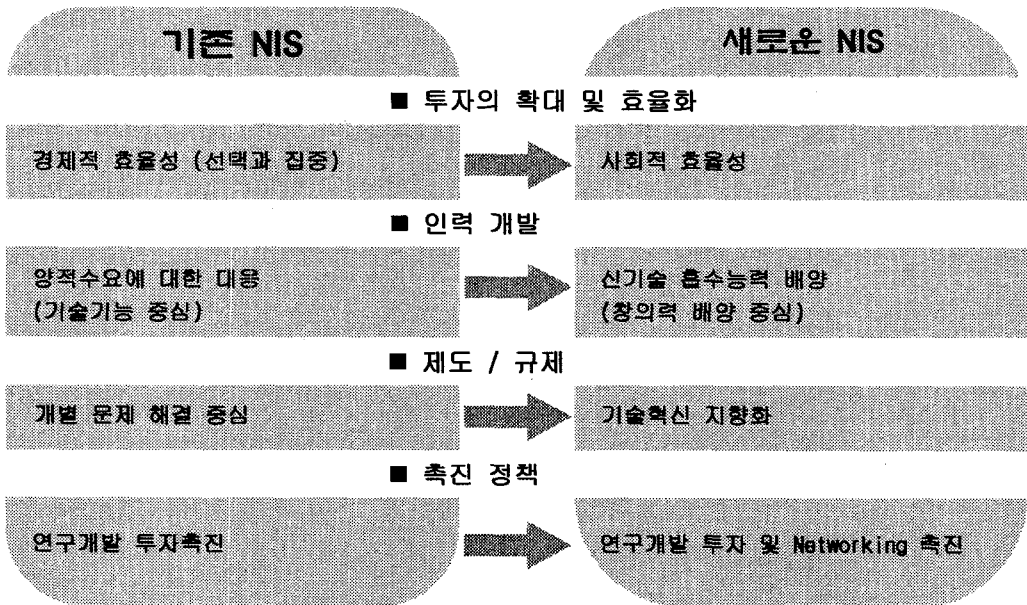 기존 NIS
새로운 NIS
■ 투자의 확대 및 효율화
경제적 효율성 (선택과 집중)
사회적 효율성
■ 인력 개발
양적수요에 대한 대응
(기술기능 중심)
신기술 흡수능력 배양
(창의력 배양 중심)
■ 제도 / 규제
개별 문제 해결 중심
기술혁신 지향화
■ 촉진 정책
연구개발 투자촉진
연구개발 투자 및 Networking 촉진